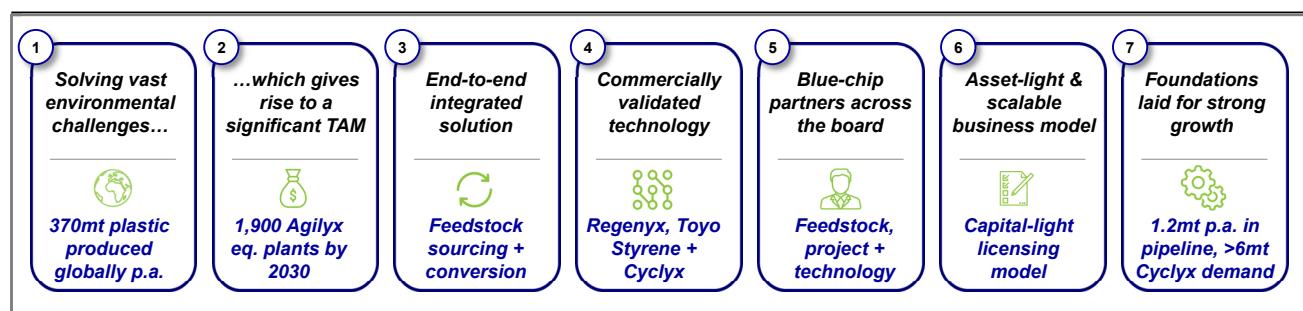 1
Solving vast
environmental
challenges…
370mt plastic
produced
globally p.a.
2
…which gives
rise to a
significant TAM
$
1,900 Agilyx
eq. plants by
2030
3
End-to-end
integrated
solution
Feedstock
sourcing +
conversion
4
Commercially
validated
technology
Regenyx, Toyo
Styrene +
Cyclyx
5
Blue-chip
partners across
the board
Feedstock,
project +
technology
6
Asset-light &
scalable
business model
Capital-light
licensing
model
7
Foundations
laid for strong
growth
1.2mt p.a. in
pipeline, >6mt
Cyclyx demand